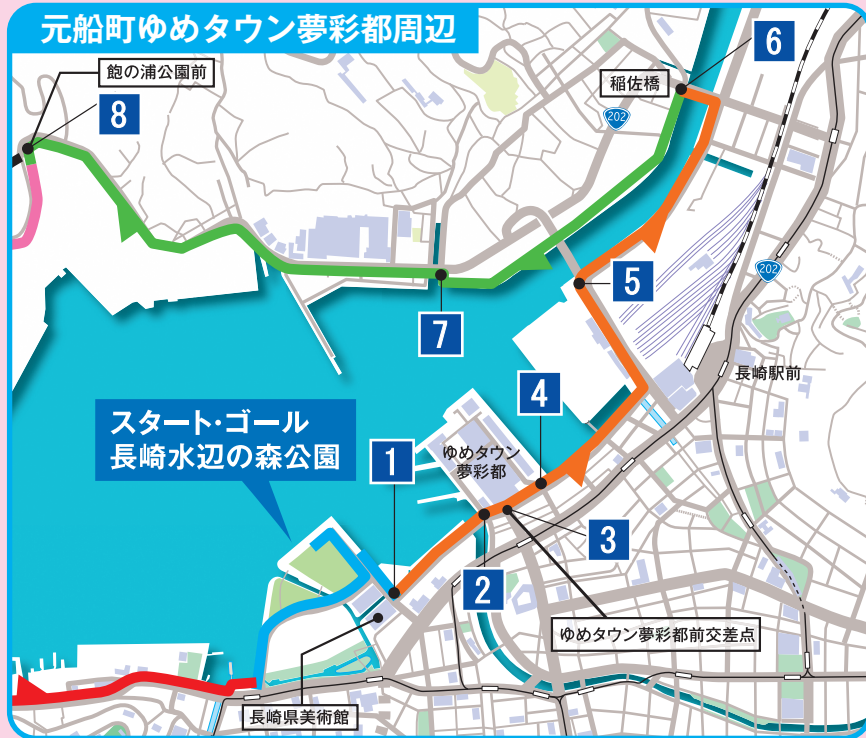 元船町ゆめタウン夢彩都周辺
飽の浦公園前
8
稲佐橋
6
202
202
5
7
長崎駅前
4
スタート・ゴール
長崎水辺の森公園
1
ゆめタウン
夢彩都
3
2
ゆめタウン夢彩都前交差点
長崎県美術館